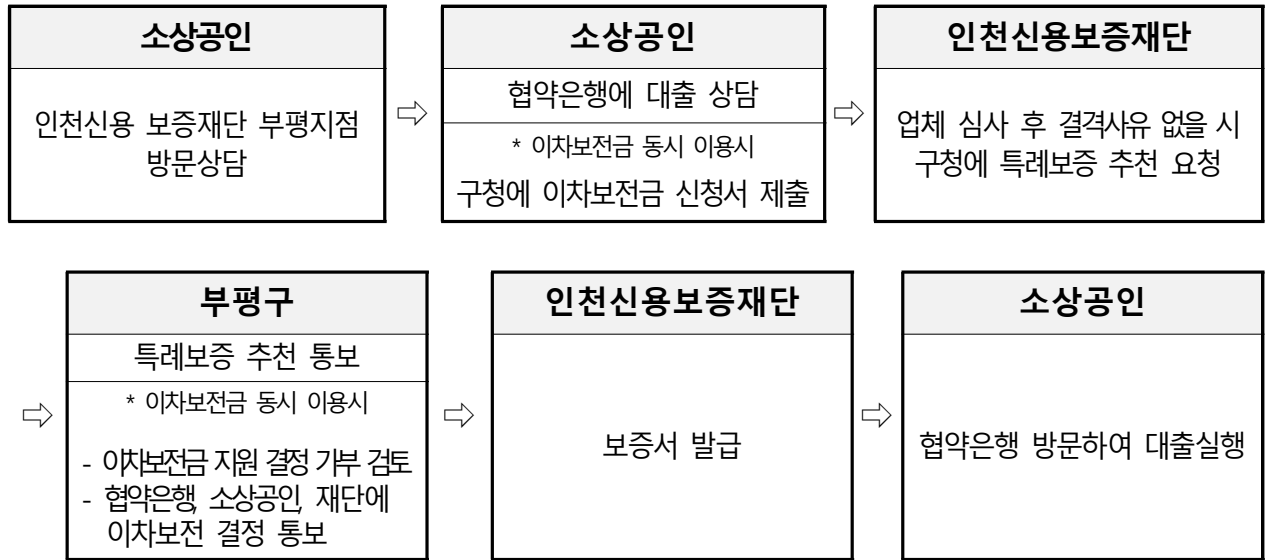 소상공인
인천신용 보증재단 부평지점
방문상담
⇨
소상공인
협약은행에 대출 상담
* 이차보전금 동시 이용시
구청에 이차보전금 신청서 제출
⇨
인천신용보증재단
업체 심사 후 결격사유 없을 시
구청에 특례보증 추천 요청
⇨
부평구
특례보증 추천 통보
* 이차보전금 동시 이용시
- 이차보전금 지원 결정 가부 검토
- 협약은행, 소상공인, 재단에
이차보전 결정 통보
⇨
인천신용보증재단
보증서 발급
⇨
소상공인
협약은행 방문하여 대출실행